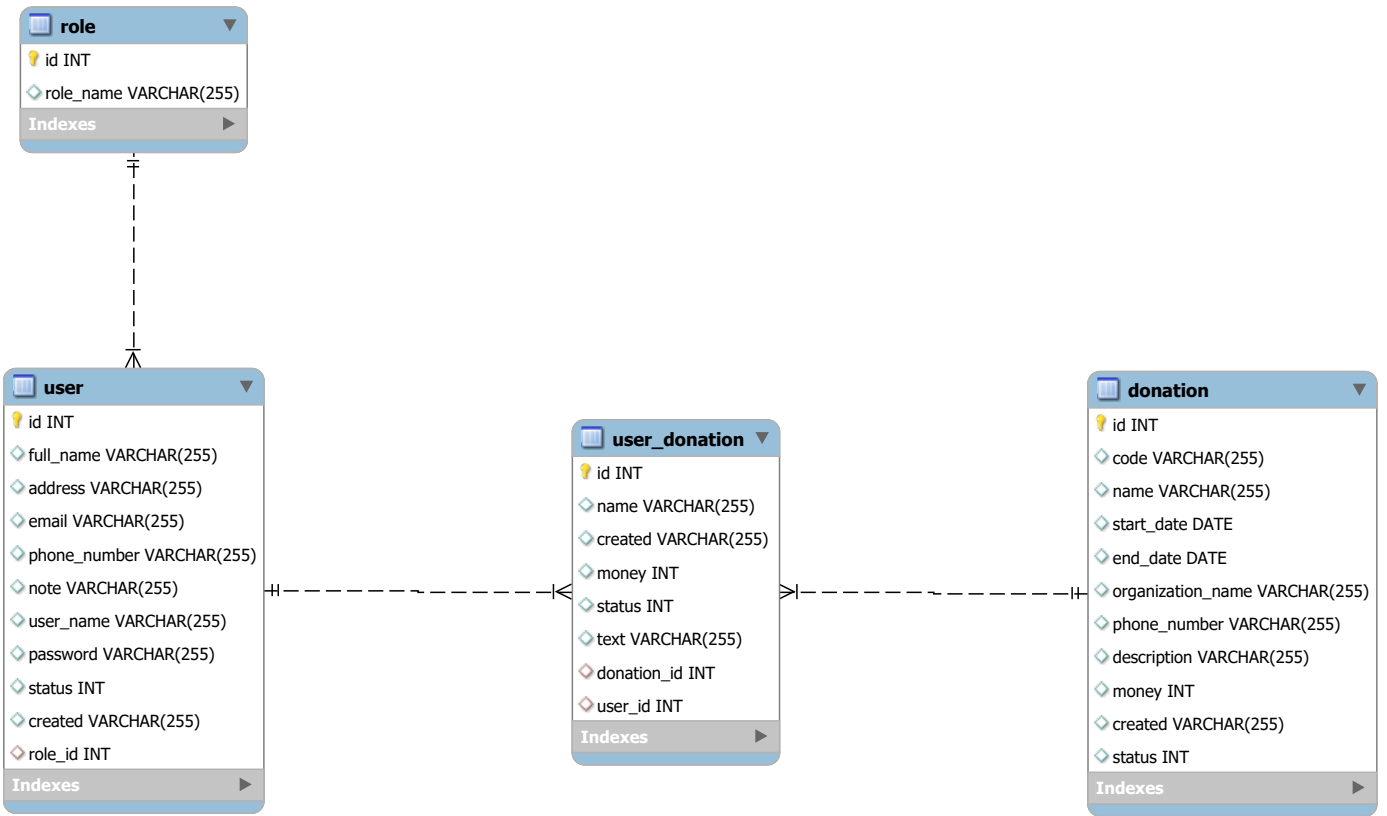 role
id INT
role_name VARCHAR(255)
Indexes
user
id INT
full_name VARCHAR(255)
address VARCHAR(255)
email VARCHAR(255)
phone_number VARCHAR(255)
note VARCHAR(255)
user_name VARCHAR(255)
password VARCHAR(255)
status INT
created VARCHAR(255)
role_id INT
Indexes
user_donation
id INT
name VARCHAR(255)
created VARCHAR(255)
money INT
status INT
text VARCHAR(255)
donation_id INT
user_id INT
Indexes
donation
id INT
code VARCHAR(255)
name VARCHAR(255)
start_date DATE
end_date DATE
organization_name VARCHAR(255)
phone_number VARCHAR(255)
description VARCHAR(255)
money INT
created VARCHAR(255)
status INT
Indexes